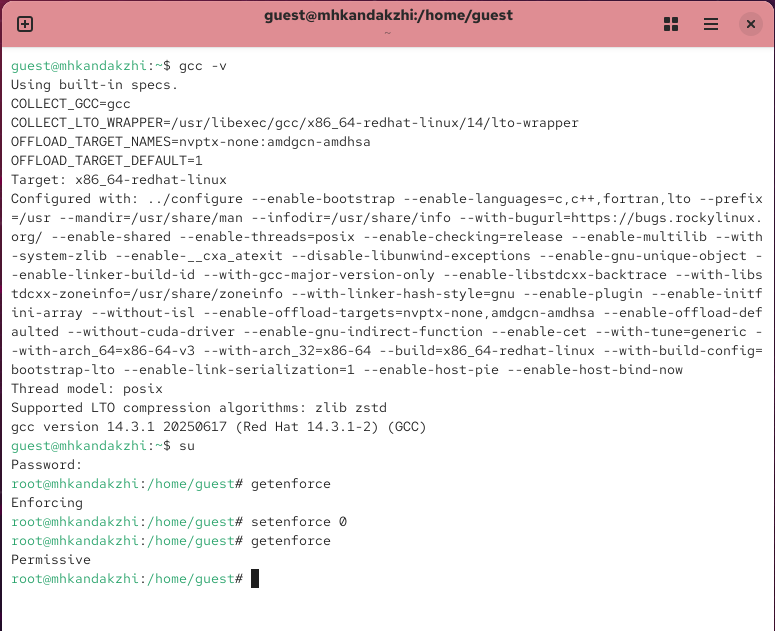 guest@mhkandakzhi:/home/guest
~
guest@mhkandakzhi:~$ gcc -v
Using built-in specs.
COLLECT_GCC=gcc
COLLECT_LTO_WRAPPER=/usr/libexec/gcc/x86_64-redhat-linux/14/lto-wrapper
OFFLOAD_TARGET_NAMES=nvptx-none:amdgcn-amdhsa
OFFLOAD_TARGET_DEFAULT=1
Target: x86_64-redhat-linux
Configured with: ../configure --enable-bootstrap --enable-languages=c,c++,fortran,lto --prefix
=/usr --mandir=/usr/share/man --infodir=/usr/share/info --with-bugurl=https://bugs.rockylinux.
org/ --enable-shared --enable-threads=posix --enable-checking=release --enable-multilib --with
-system-zlib --enable-__cxa_atexit --disable-libunwind-exceptions --enable-gnu-unique-object -
-enable-linker-build-id --with-gcc-major-version-only --enable-libstdcxx-backtrace --with-libs
tdcxx-zoneinfo=/usr/share/zoneinfo --with-linker-hash-style=gnu --enable-plugin --enable-initf
ini-array --without-isl --enable-offload-targets=nvptx-none,amdgcn-amdhsa --enable-offload-def
aulted --without-cuda-driver --enable-gnu-indirect-function --enable-cet --with-tune=generic -
-with-arch_64=x86-64-v3 --with-arch_32=x86-64 --build=x86_64-redhat-linux --with-build-config=
bootstrap-lto --enable-link-serialization=1 --enable-host-pie --enable-host-bind-now
Thread model: posix
Supported LTO compression algorithms: zlib zstd
gcc version 14.3.1 20250617 (Red Hat 14.3.1-2) (GCC)
guest@mhkandakzhi:~$ su
Password:
root@mhkandakzhi:/home/guest# getenforce
Enforcing
root@mhkandakzhi:/home/guest# setenforce 0
root@mhkandakzhi:/home/guest# getenforce
Permissive
root@mhkandakzhi:/home/guest#